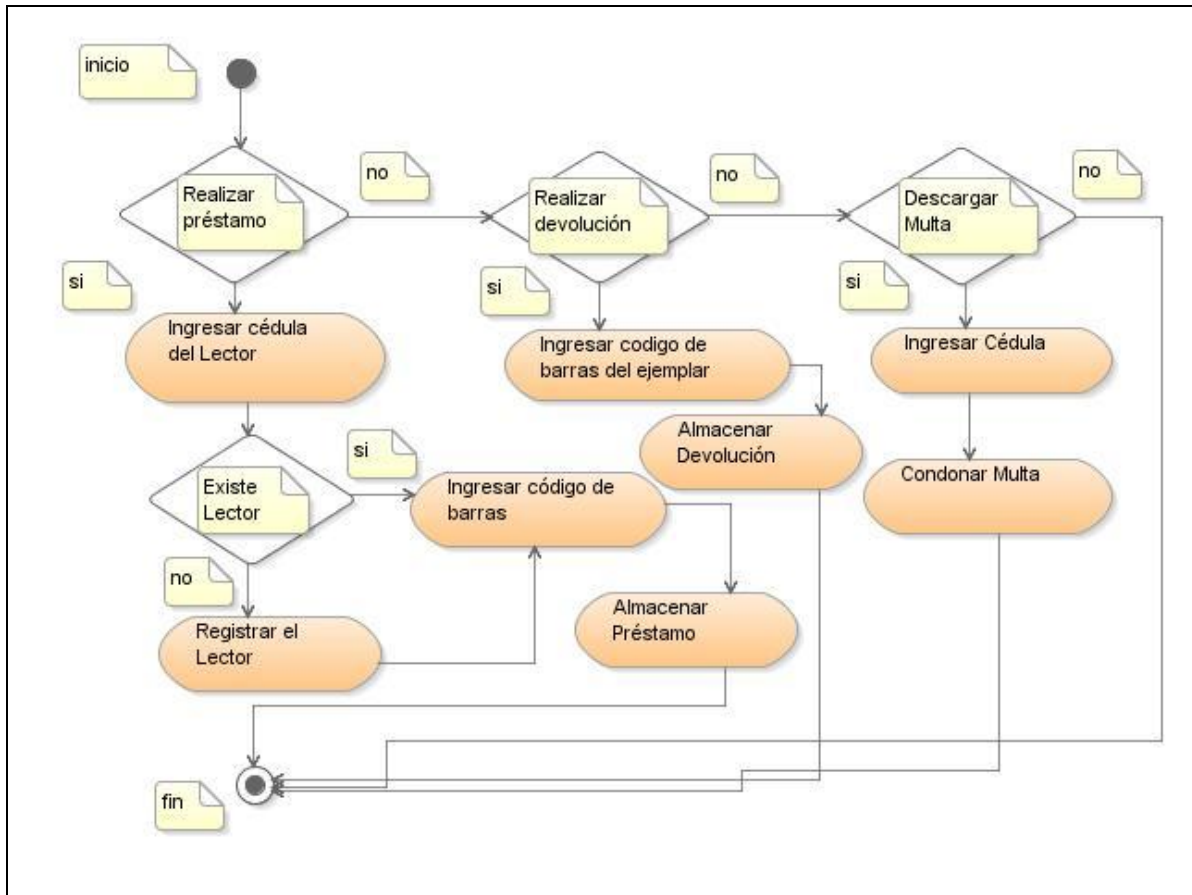 inicio
Realizar
préstamo
no
Realizar
devolución
no
Descargar
Multa
no
si
si
si
Ingresar cédula
del Lector
Ingresar codigo de
barras del ejemplar
Ingresar Cédula
Almacenar
Devolución
Existe
Lector
si
Ingresar código de
barras
Condonar Multa
no
Registrar el
Lector
Almacenar
Préstamo
fin